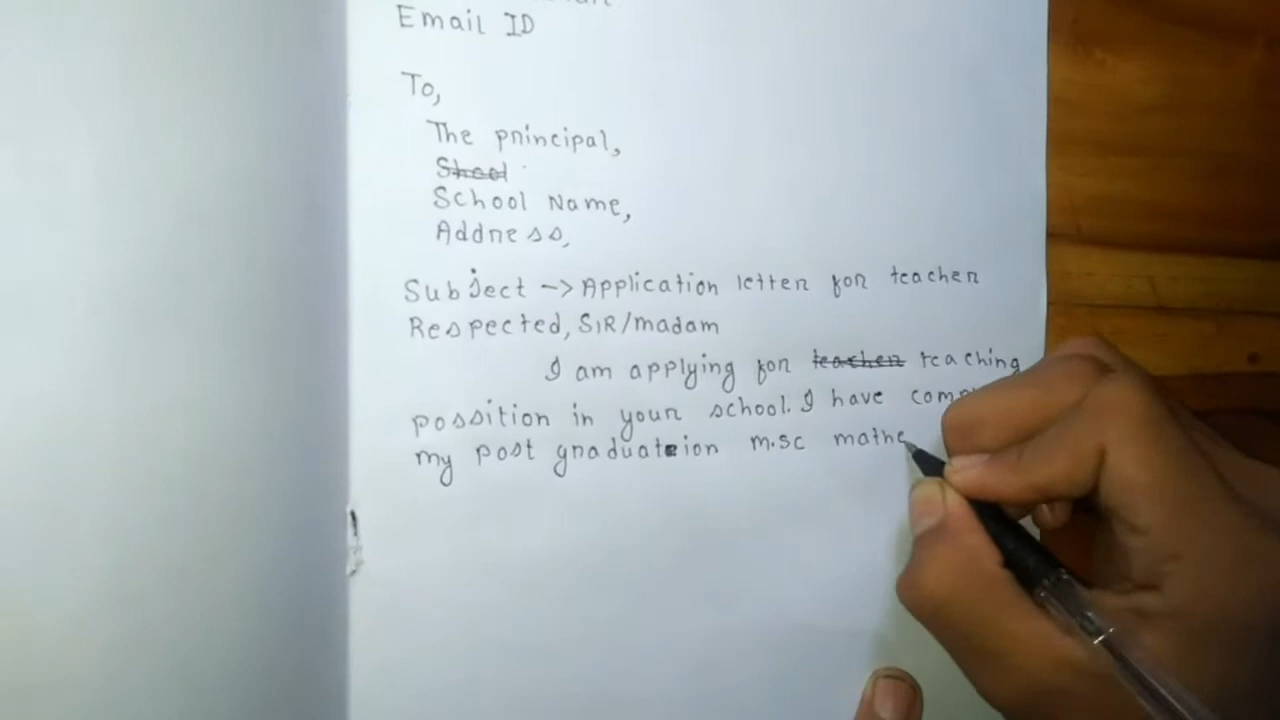 Email ID
To,
The principal,
Shool
School Name,
Address,
Subject -> Application letter for teacher
Respected, SIR/madam
I am applying for teacher teaching
possition in your school. I have
my post graduation m.sc mathe